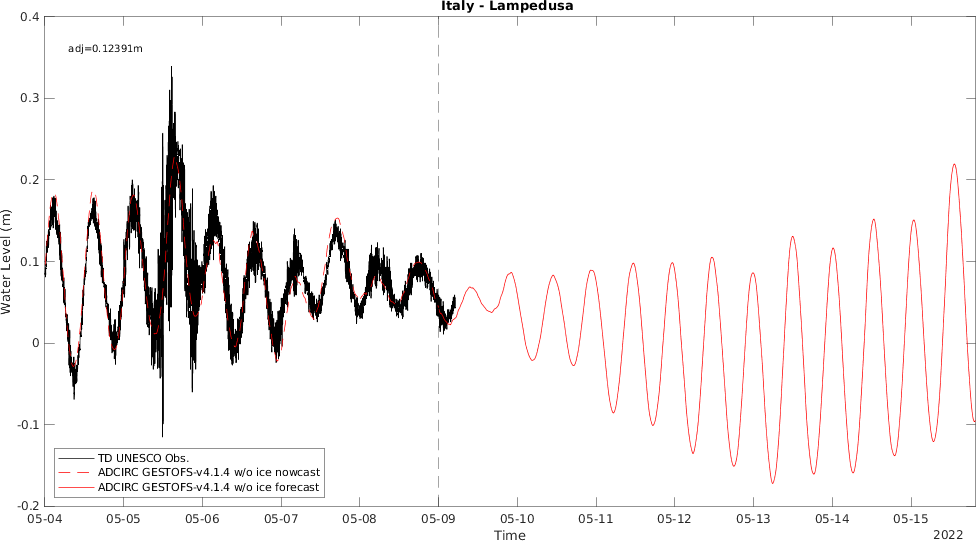 Italy - Lampedusa
adj=0.12391m
0.4
0.3
0.2
0.1
0
-0.1
-0.2
Water Level (m)
TD UNESCO Obs.
ADCIRC GESTOFS-v4.1.4 w/o ice nowcast
ADCIRC GESTOFS-v4.1.4 w/o ice forecast
05-04 05-05 05-06 05-07 05-08 05-09 05-10 05-11 05-12 05-13 05-14 05-15
Time
2022